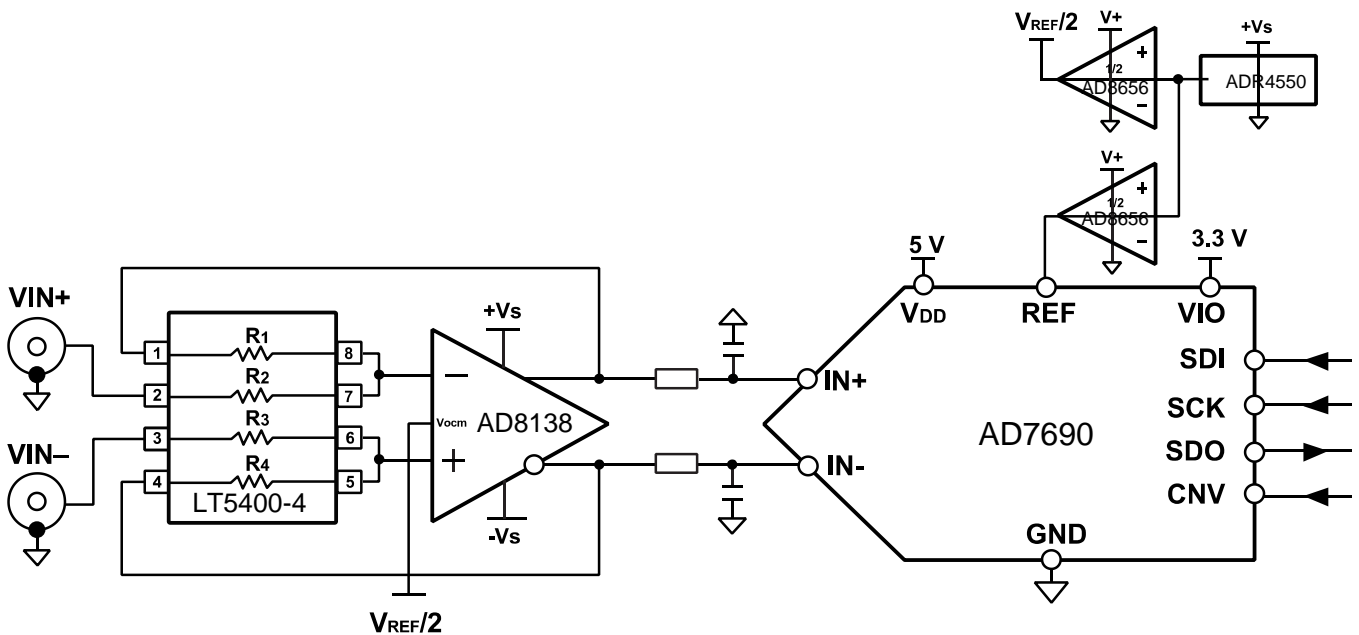 VREF/2
V+
+Vs
+
1/2
AD8656
−
ADR4550
V+
+
1/2
AD8656
−
5 V
3.3 V
VDD
REF
VIO
VIN+
VIN–
1
2
3
4
R1
R2
R3
R4
8
7
6
5
LT5400-4
+Vs
−
Vocm
AD8138
+
-Vs
VREF/2
IN+
IN-
AD7690
SDI
SCK
SDO
CNV
GND